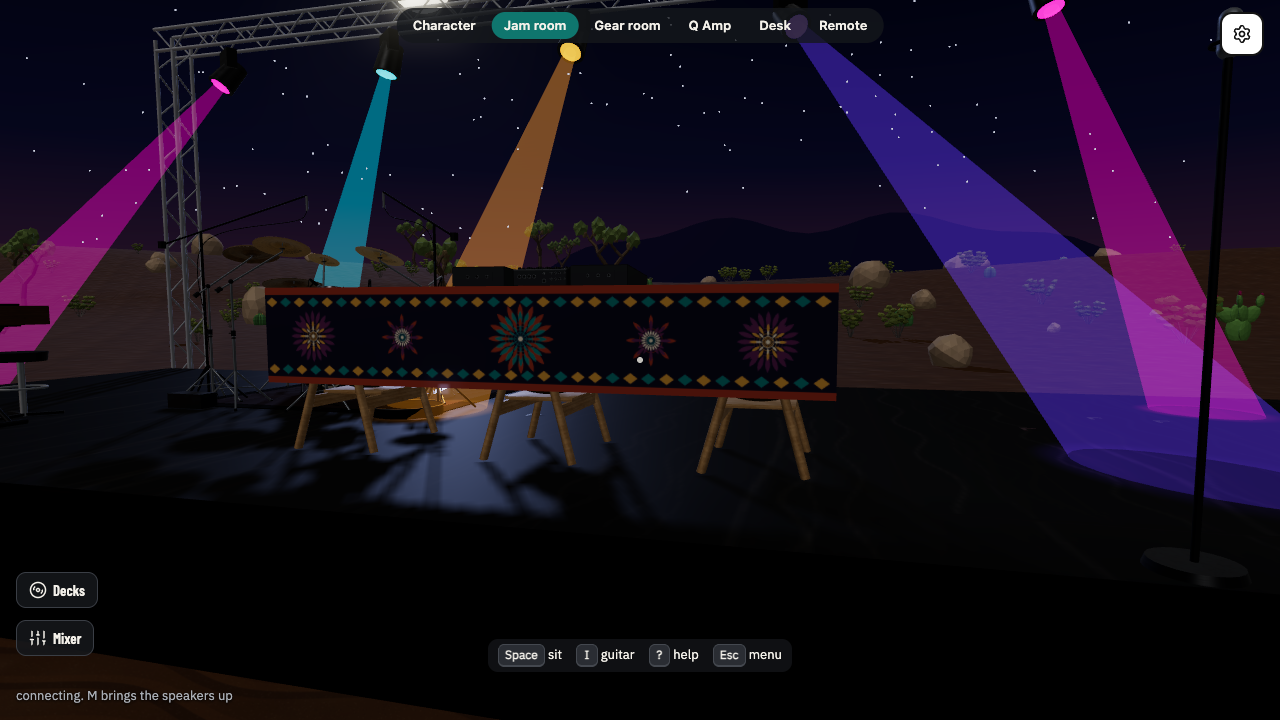 Character Jam room Gear room Q Amp Desk Remote
Decks
Mixer
Space sit I guitar ? help Esc menu
connecting. M brings the speakers up